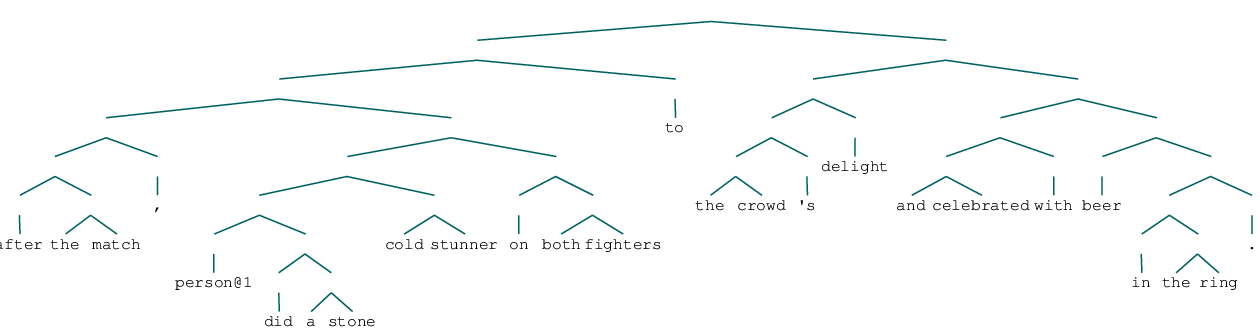 to
delight
, the crowd 's and celebrated with beer
after the match cold stunner on both fighters .
person@1 in the ring
did a stone